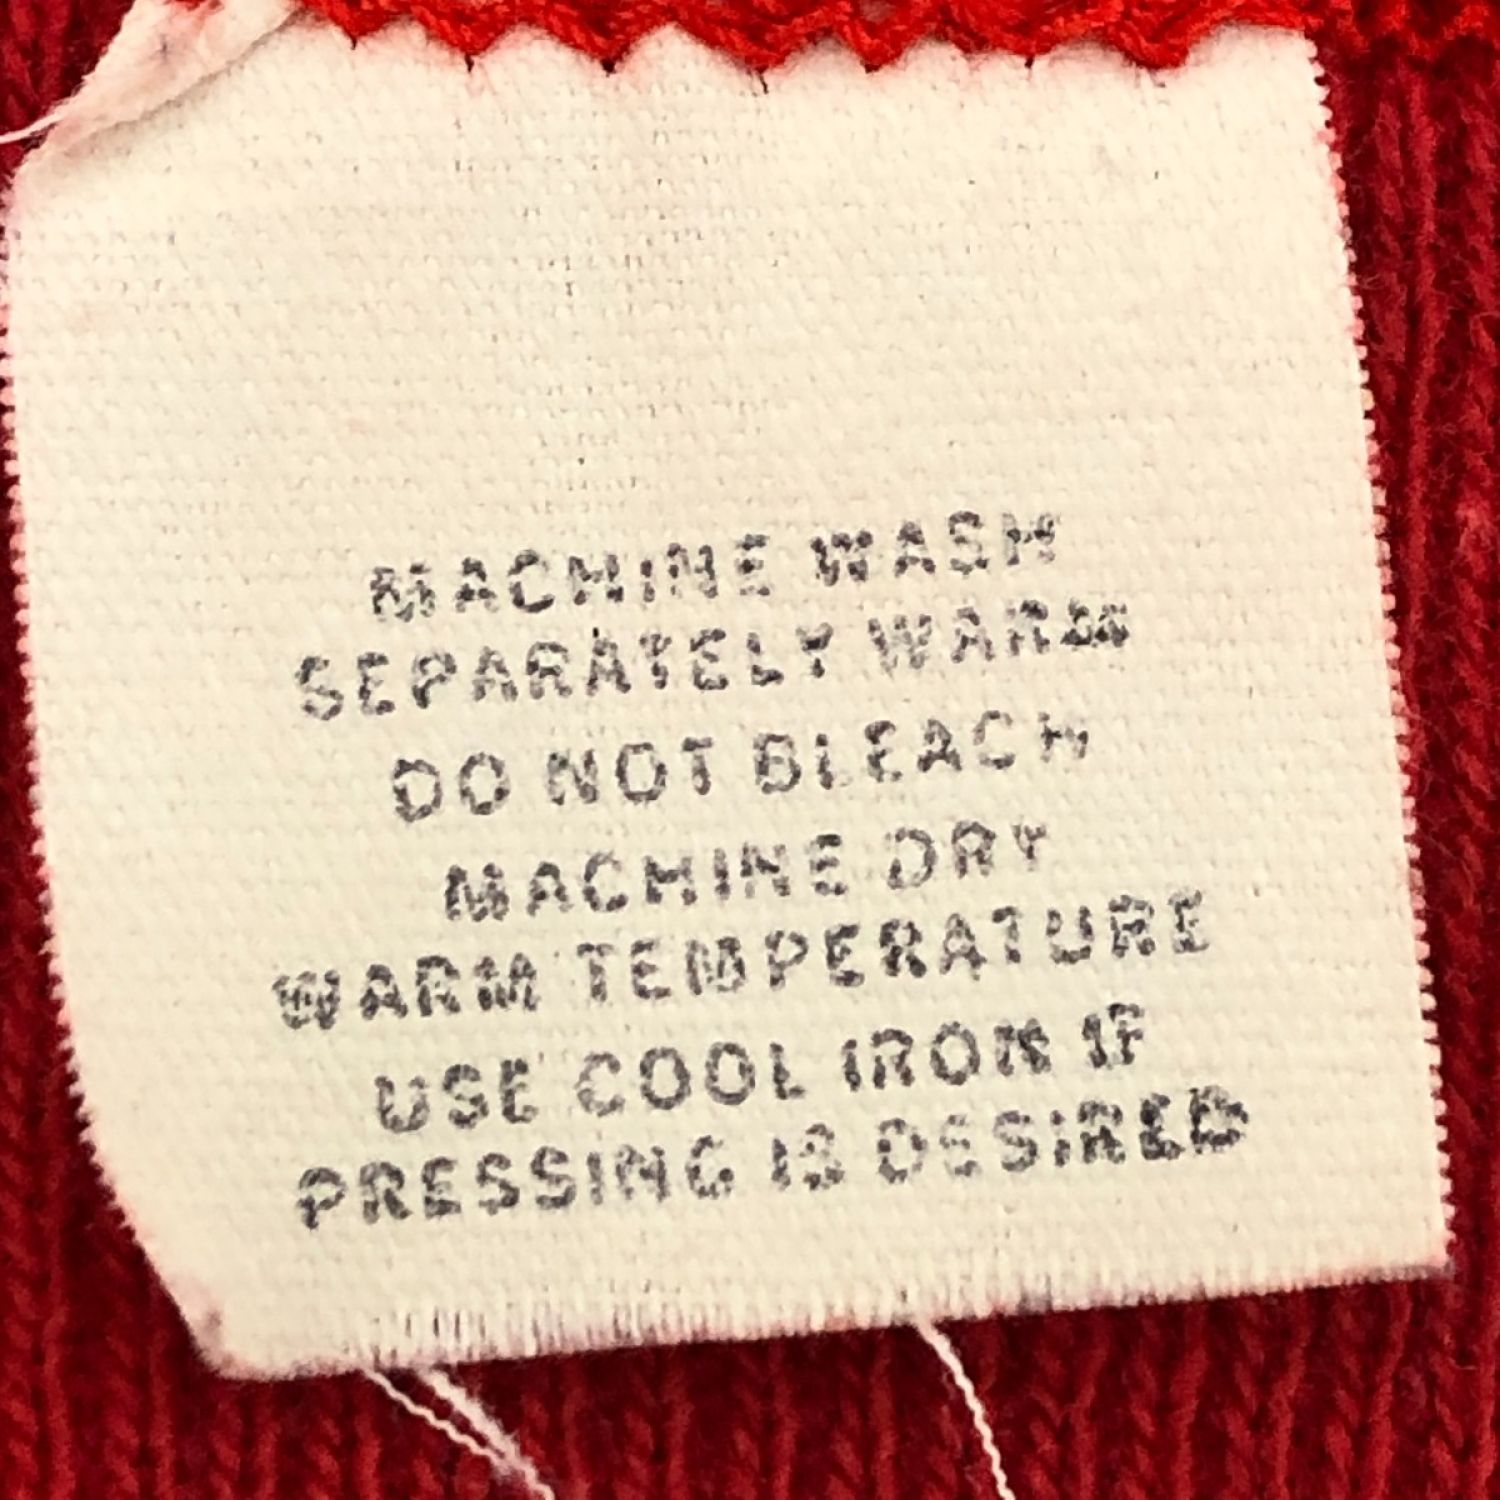 MACHINE WASH
SEPARATELY WARM
DO NOT BLEACH
MACHINE DRY
WARM TEMPERATURE
USE COOL IRON IF
PRESSING IS DESIRED